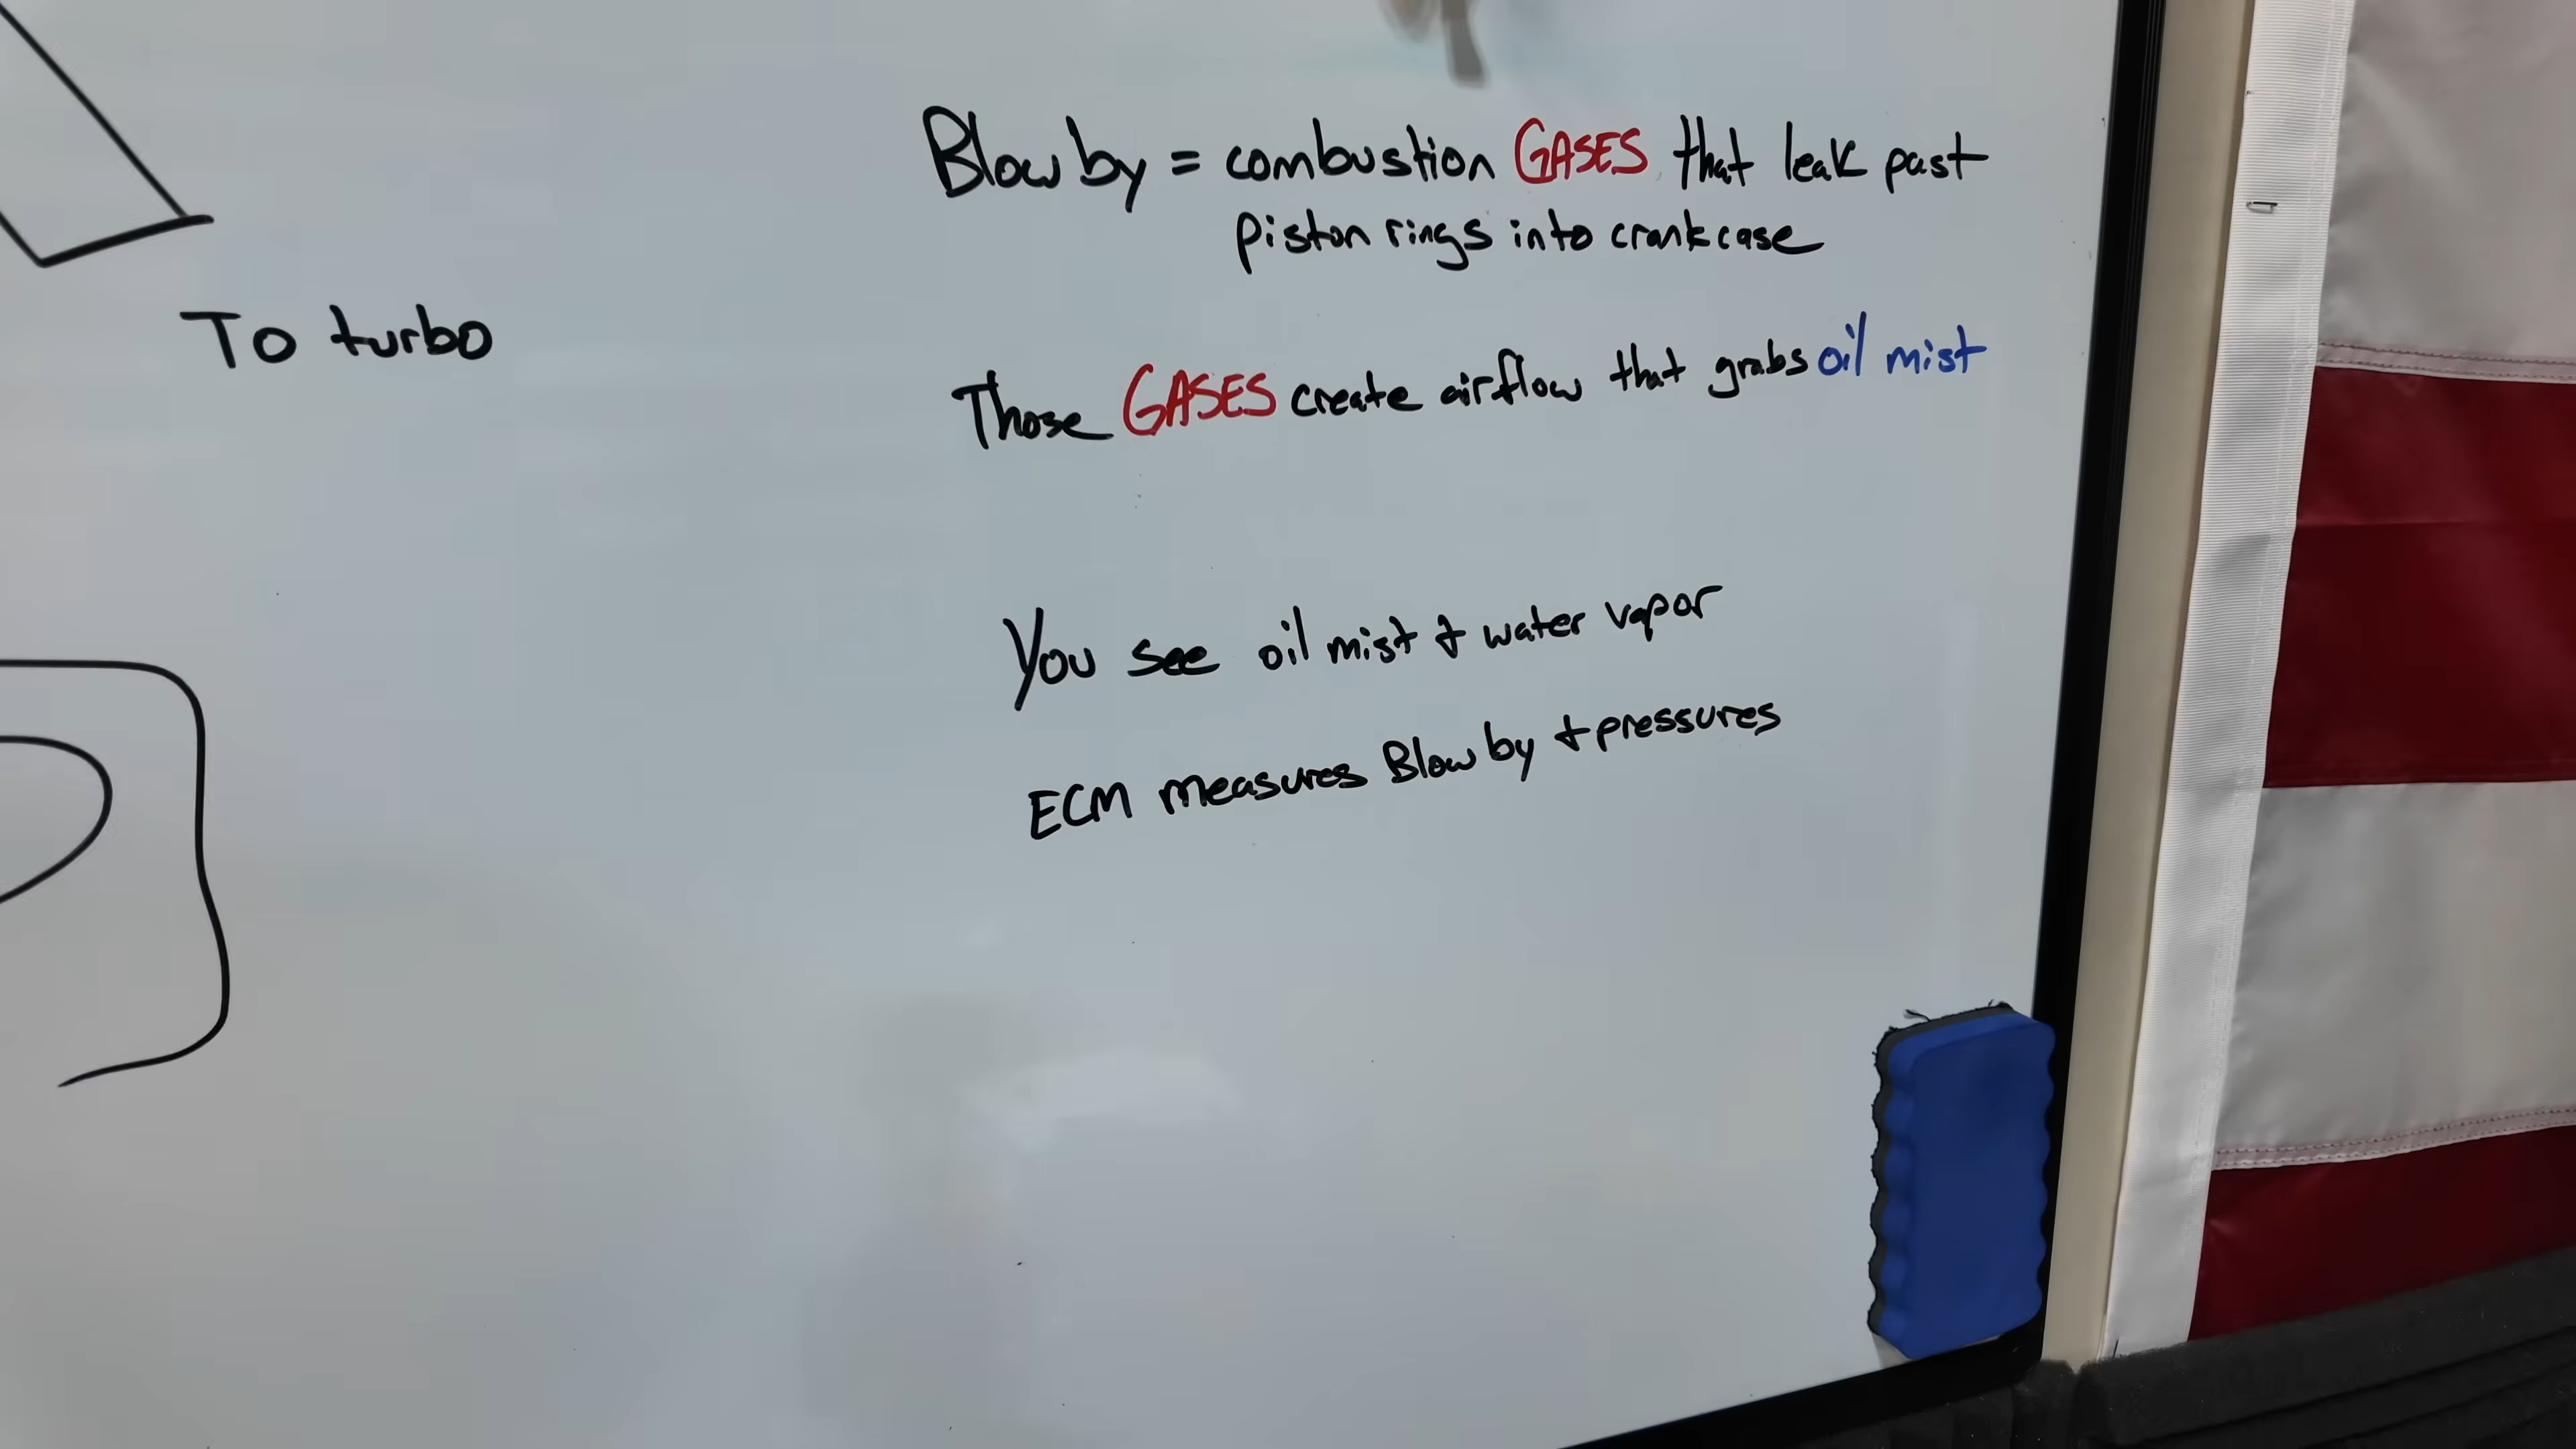 Blow by = combustion GASES that leak past
piston rings into crankcase
To turbo
Those GASES create airflow that grabs oil mist
You see oil mist + water vapor
ECM measures Blow by + pressures